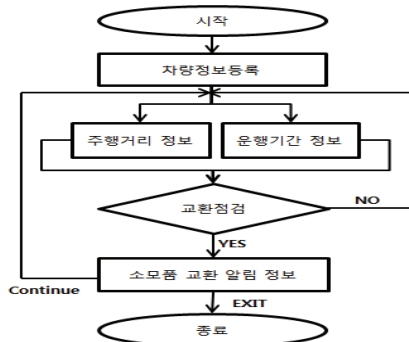 시작
차량정보등록
주행거리 정보
운행기간 정보
교환점검
NO
YES
소모품 교환 알림 정보
Continue
EXIT
종료